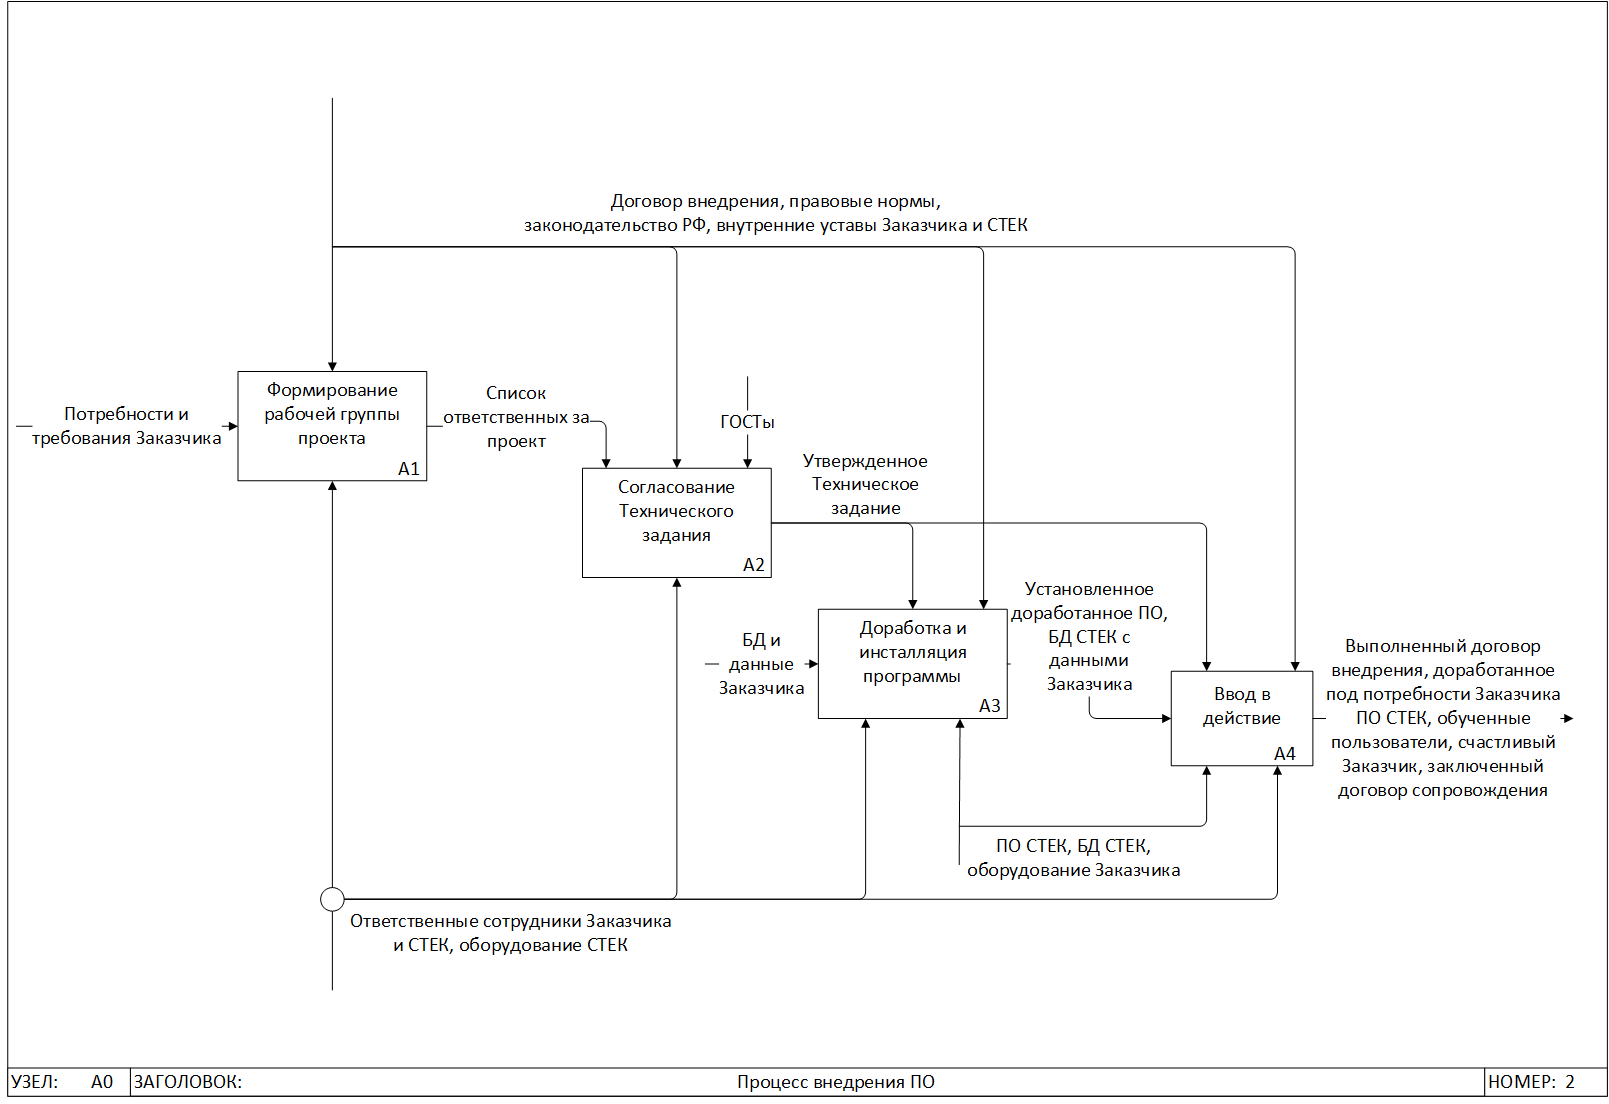 Договор внедрения, правовые нормы,
законодательство РФ, внутренние уставы Заказчика и СТЕК
Потребности и
требования Заказчика
Формирование
рабочей группы
проекта
A1
Список
ответственных за
проект
ГОСТы
Согласование
Технического
задания
A2
Утвержденное
Техническое
задание
БД и
данные
Заказчика
Доработка и
инсталляция
программы
A3
Установленное
доработанное ПО,
БД СТЕК с
данными
Заказчика
Ввод в
действие
A4
Выполненный договор
внедрения, доработанное
под потребности Заказчика
ПО СТЕК, обученные
пользователи, счастливый
Заказчик, заключенный
договор сопровождения
ПО СТЕК, БД СТЕК,
оборудование Заказчика
Ответственные сотрудники Заказчика
и СТЕК, оборудование СТЕК
УЗЕЛ: A0 ЗАГОЛОВОК: Процесс внедрения ПО НОМЕР: 2